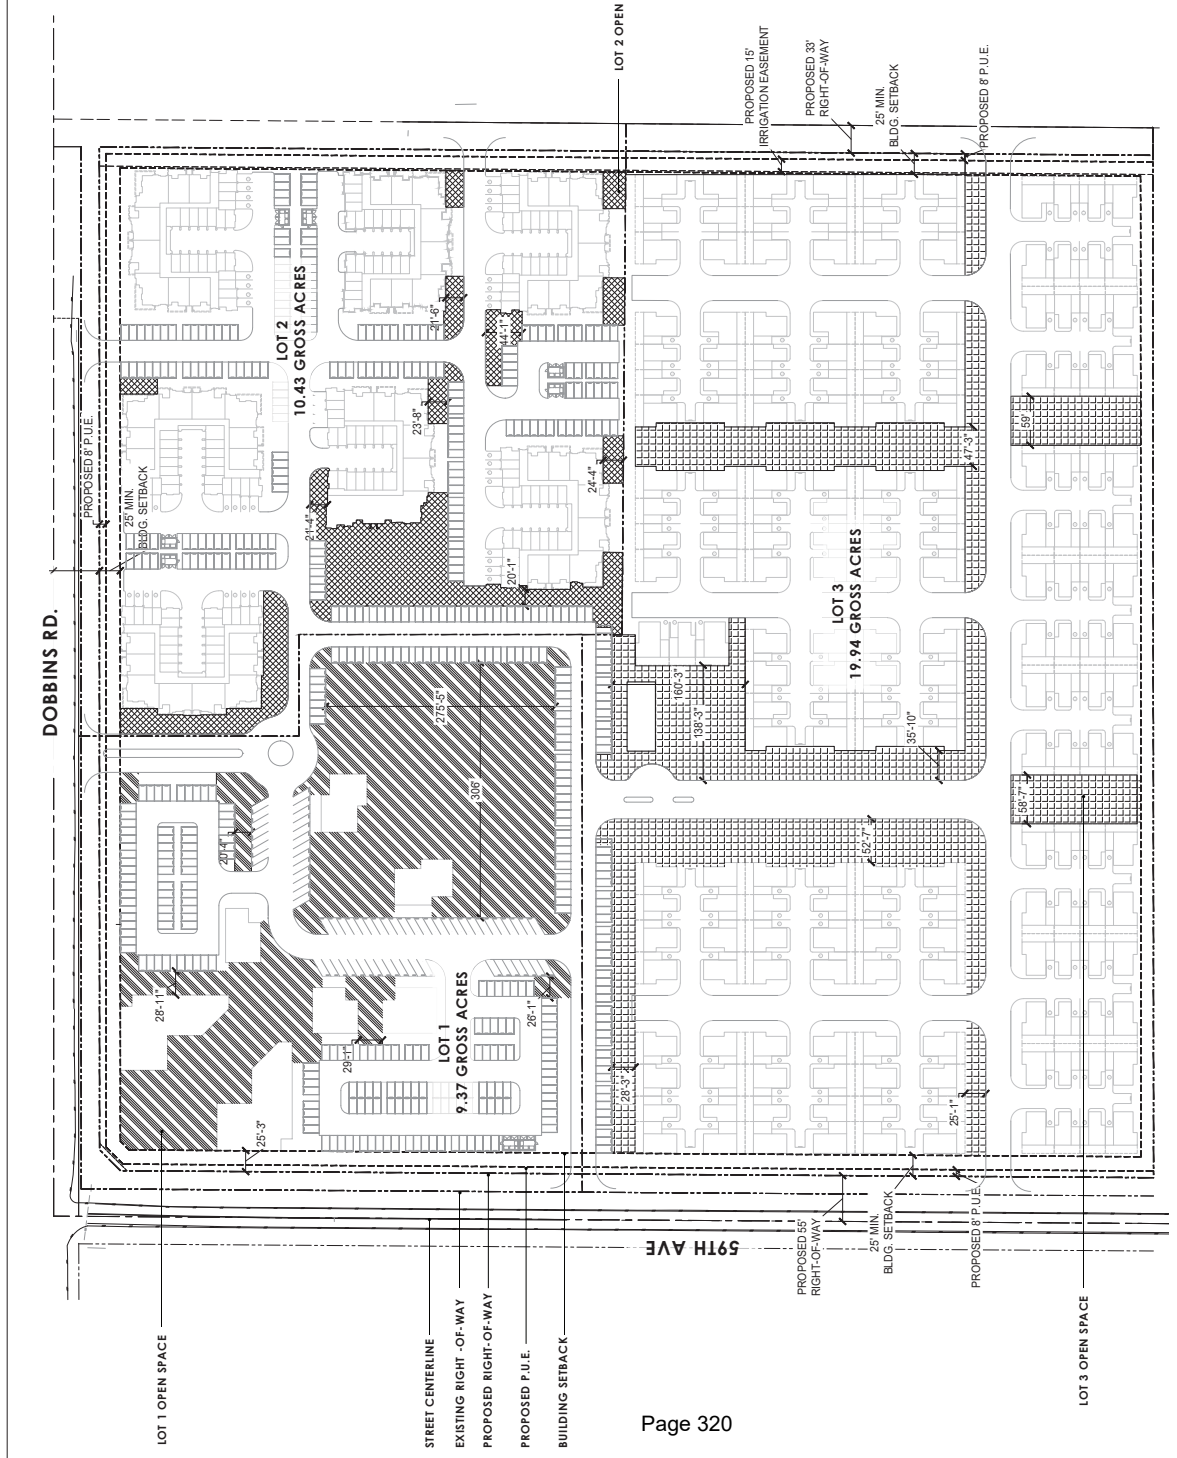 DOBBINS RD.
59TH AVE
LOT 1 OPEN SPACE
STREET CENTERLINE
EXISTING RIGHT -OF-WAY
PROPOSED RIGHT-OF-WAY
PROPOSED P.U.E.
BUILDING SETBACK
LOT 3 OPEN SPACE
LOT 2 OPEN
PROPOSED 8' P.U.E.
25' MIN.
BLDG. SETBACK
PROPOSED 15'
IRRIGATION EASEMENT
PROPOSED 33'
RIGHT-OF-WAY
25' MIN.
BLDG. SETBACK
PROPOSED 8' P.U.E.
PROPOSED 55'
RIGHT-OF-WAY
25' MIN.
BLDG. SETBACK
PROPOSED 8' P.U.E.
LOT 1
9.37 GROSS ACRES
LOT 2
10.43 GROSS ACRES
LOT 3
19.94 GROSS ACRES
28'-11"
25'-3"
29'-1"
20'-4"
26'-1"
306'
275'-5"
21'-4"
23'-8"
21'-6"
44'-1"
24'-4"
20'-1"
160'-3"
138'-3"
35'-10"
47'-3"
59'
58'-7"
52'-7"
28'-3"
25'-1"
Page 320